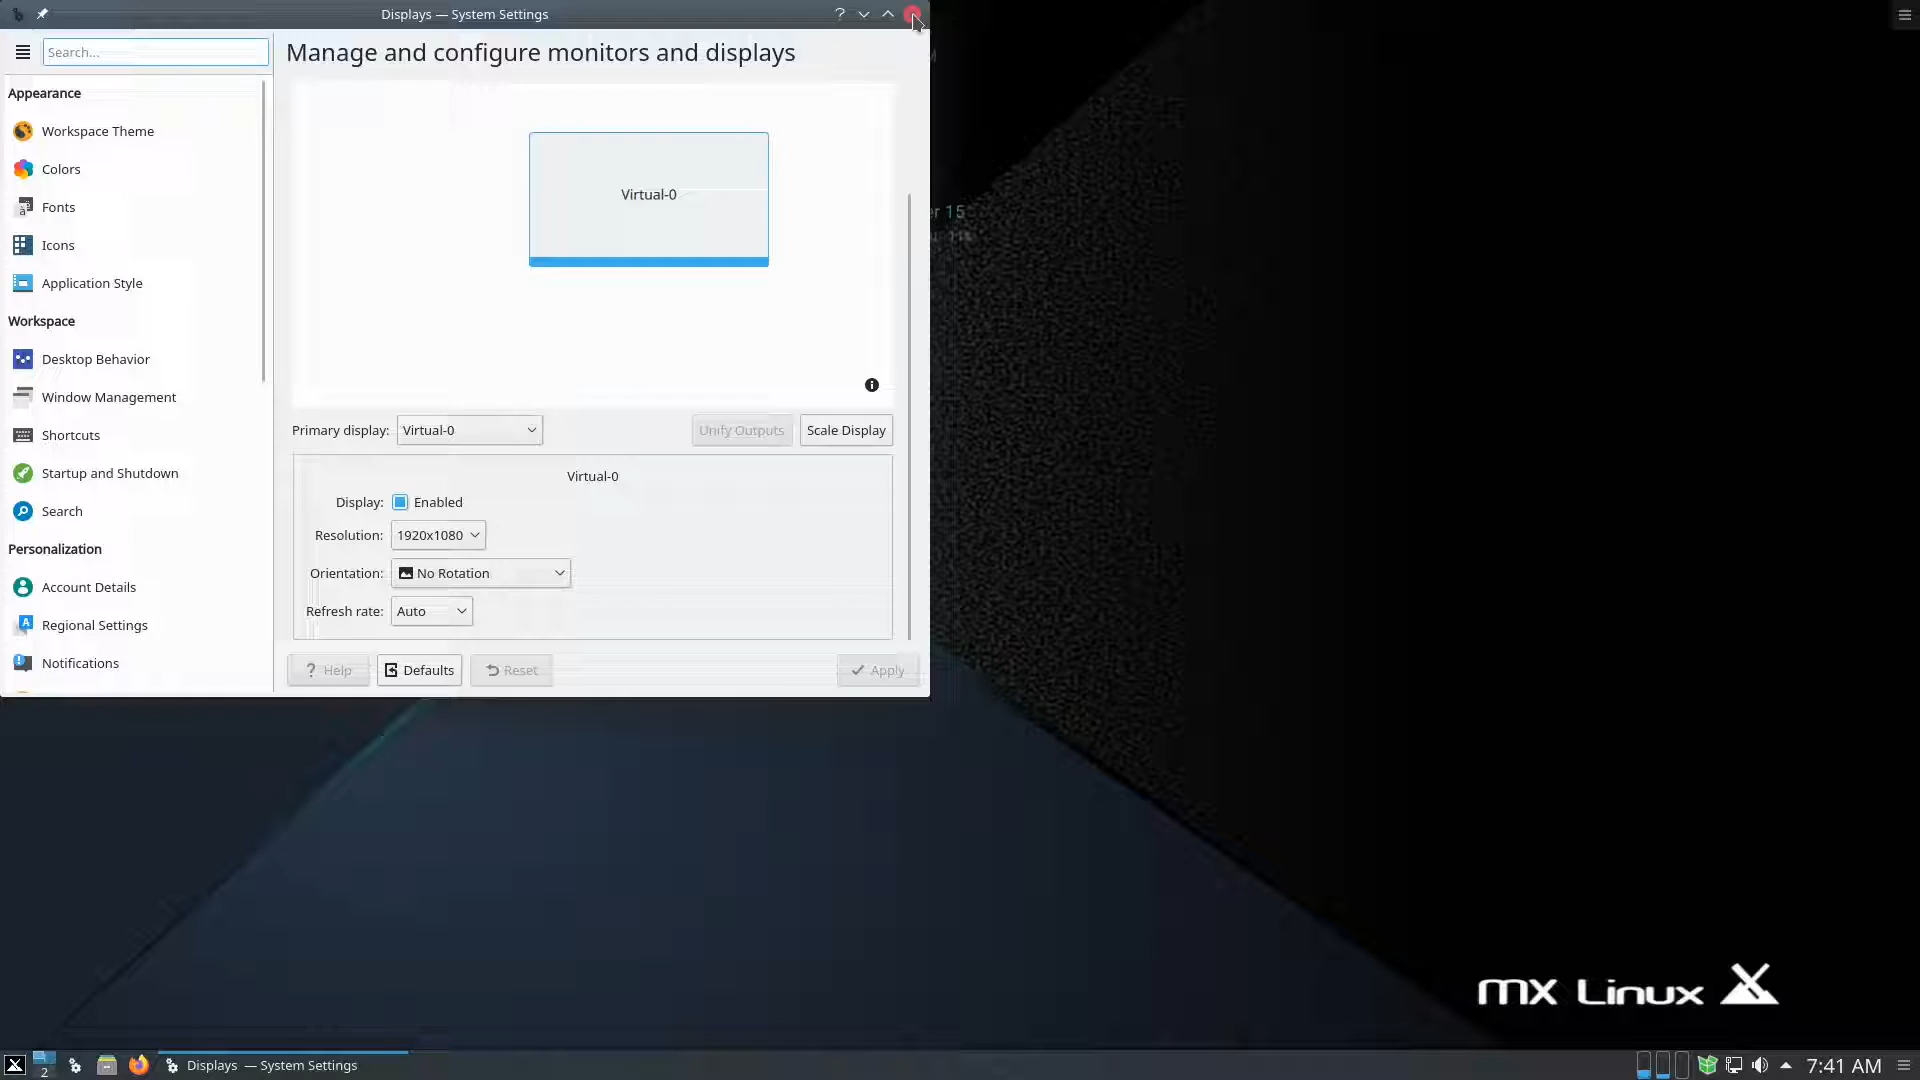 Displays — System Settings
Search...
Manage and configure monitors and displays
Appearance
Workspace Theme
Colors
Fonts
Icons
Application Style
Workspace
Desktop Behavior
Window Management
Shortcuts
Startup and Shutdown
Search
Personalization
Account Details
Regional Settings
Notifications
Virtual-0
Primary display: Virtual-0
Unify Outputs
Scale Display
Virtual-0
Display: Enabled
Resolution: 1920x1080
Orientation: No Rotation
Refresh rate: Auto
? Help
Defaults
Reset
Apply
15
mx Linux
2
Displays — System Settings
7:41 AM